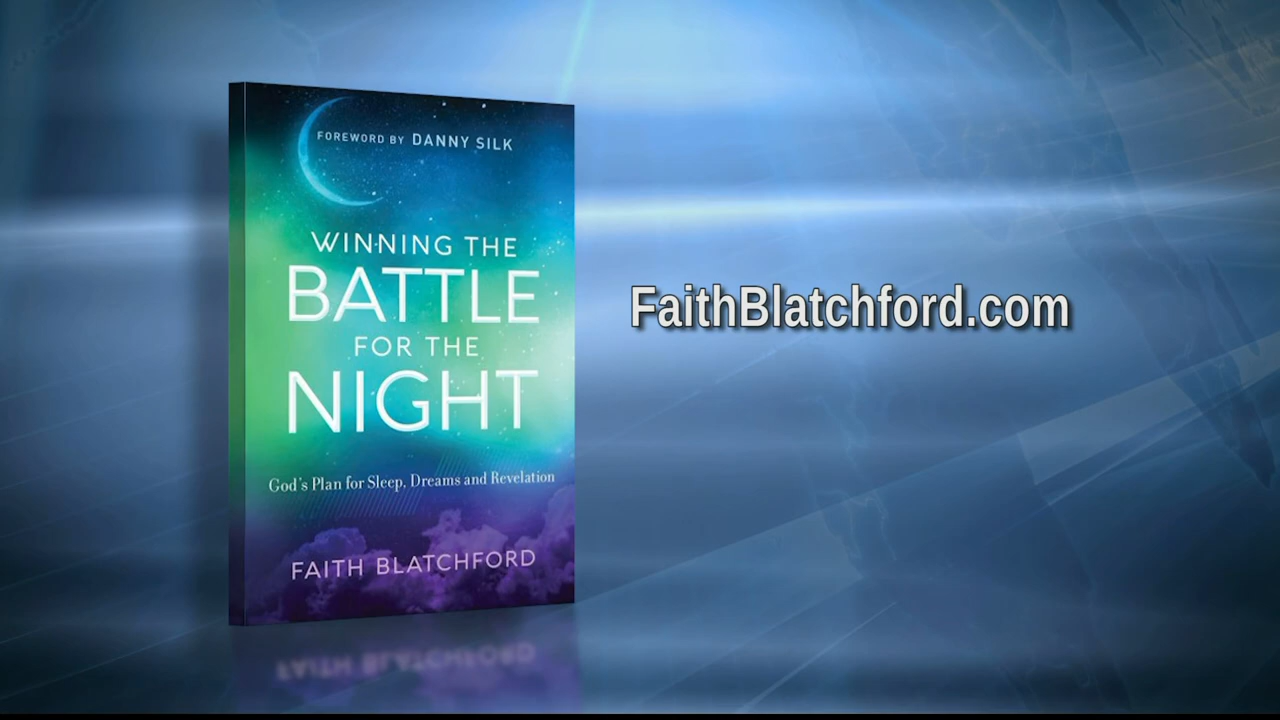 FOREWORD BY DANNY SILK
WINNING THE
BATTLE
FOR THE
NIGHT
God's Plan for Sleep, Dreams and Revelation
FAITH BLATCHFORD
FaithBlatchford.com